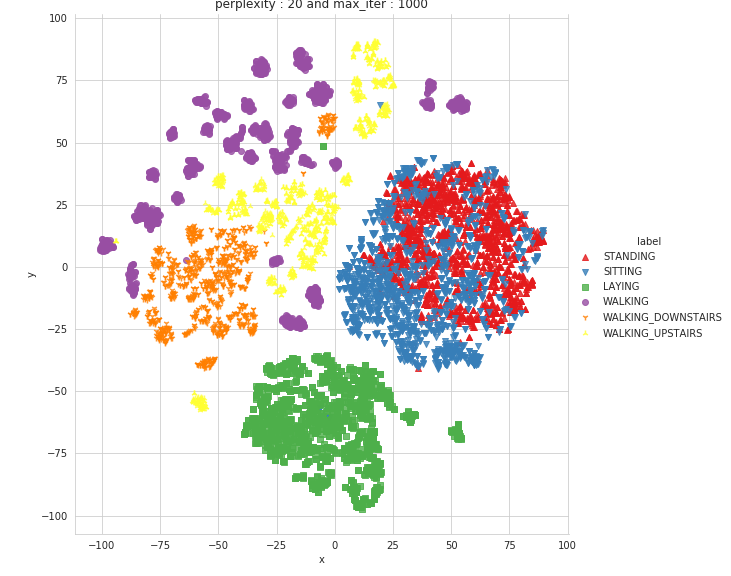 perplexity : 20 and max_iter : 1000
100
75
50
25
0
−25
−50
−75
−100
y
−100
−75
−50
−25
0
25
50
75
100
x
label
STANDING
SITTING
LAYING
WALKING
WALKING_DOWNSTAIRS
WALKING_UPSTAIRS